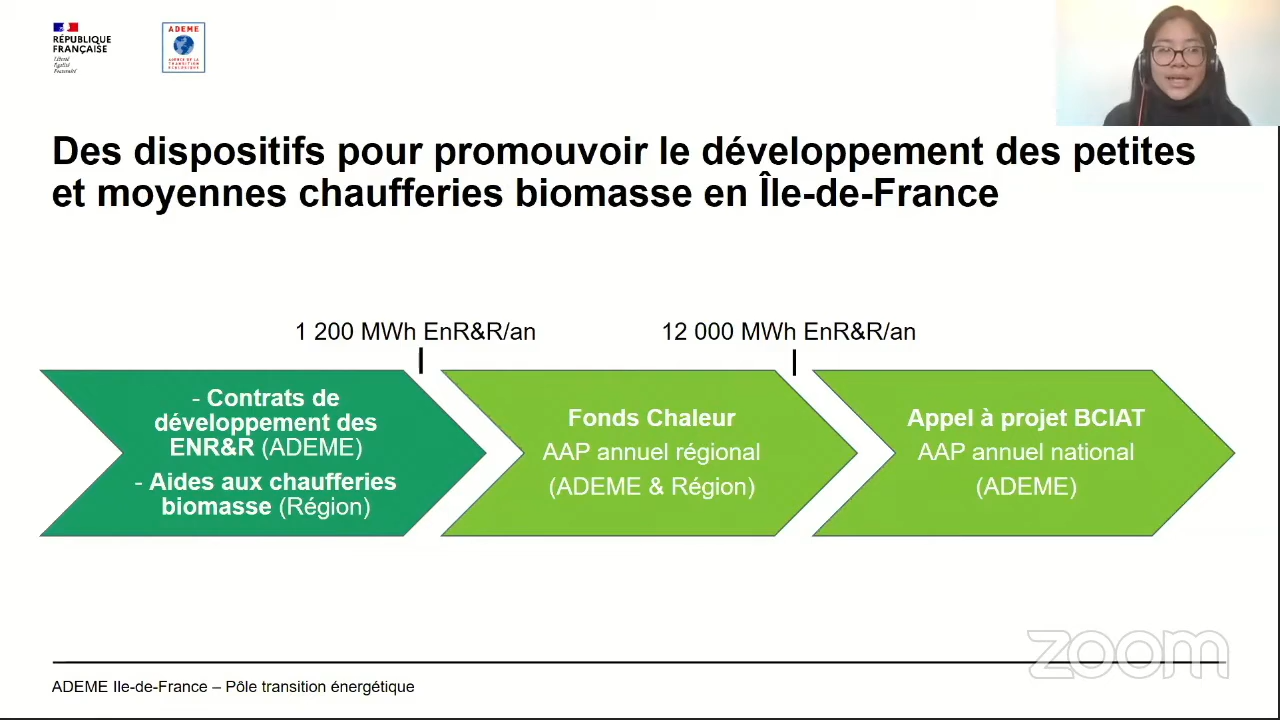 RÉPUBLIQUE
FRANÇAISE
Liberté
Égalité
Fraternité
ADEME
AGENCE DE LA
TRANSITION
ÉCOLOGIQUE
Des dispositifs pour promouvoir le développement des petites
et moyennes chaufferies biomasse en Île-de-France
1 200 MWh EnR&R/an
12 000 MWh EnR&R/an
- Contrats de
développement des
ENR&R (ADEME)
- Aides aux chaufferies
biomasse (Région)
Fonds Chaleur
AAP annuel régional
(ADEME & Région)
Appel à projet BCIAT
AAP annuel national
(ADEME)
zoom
ADEME Ile-de-France – Pôle transition énergétique